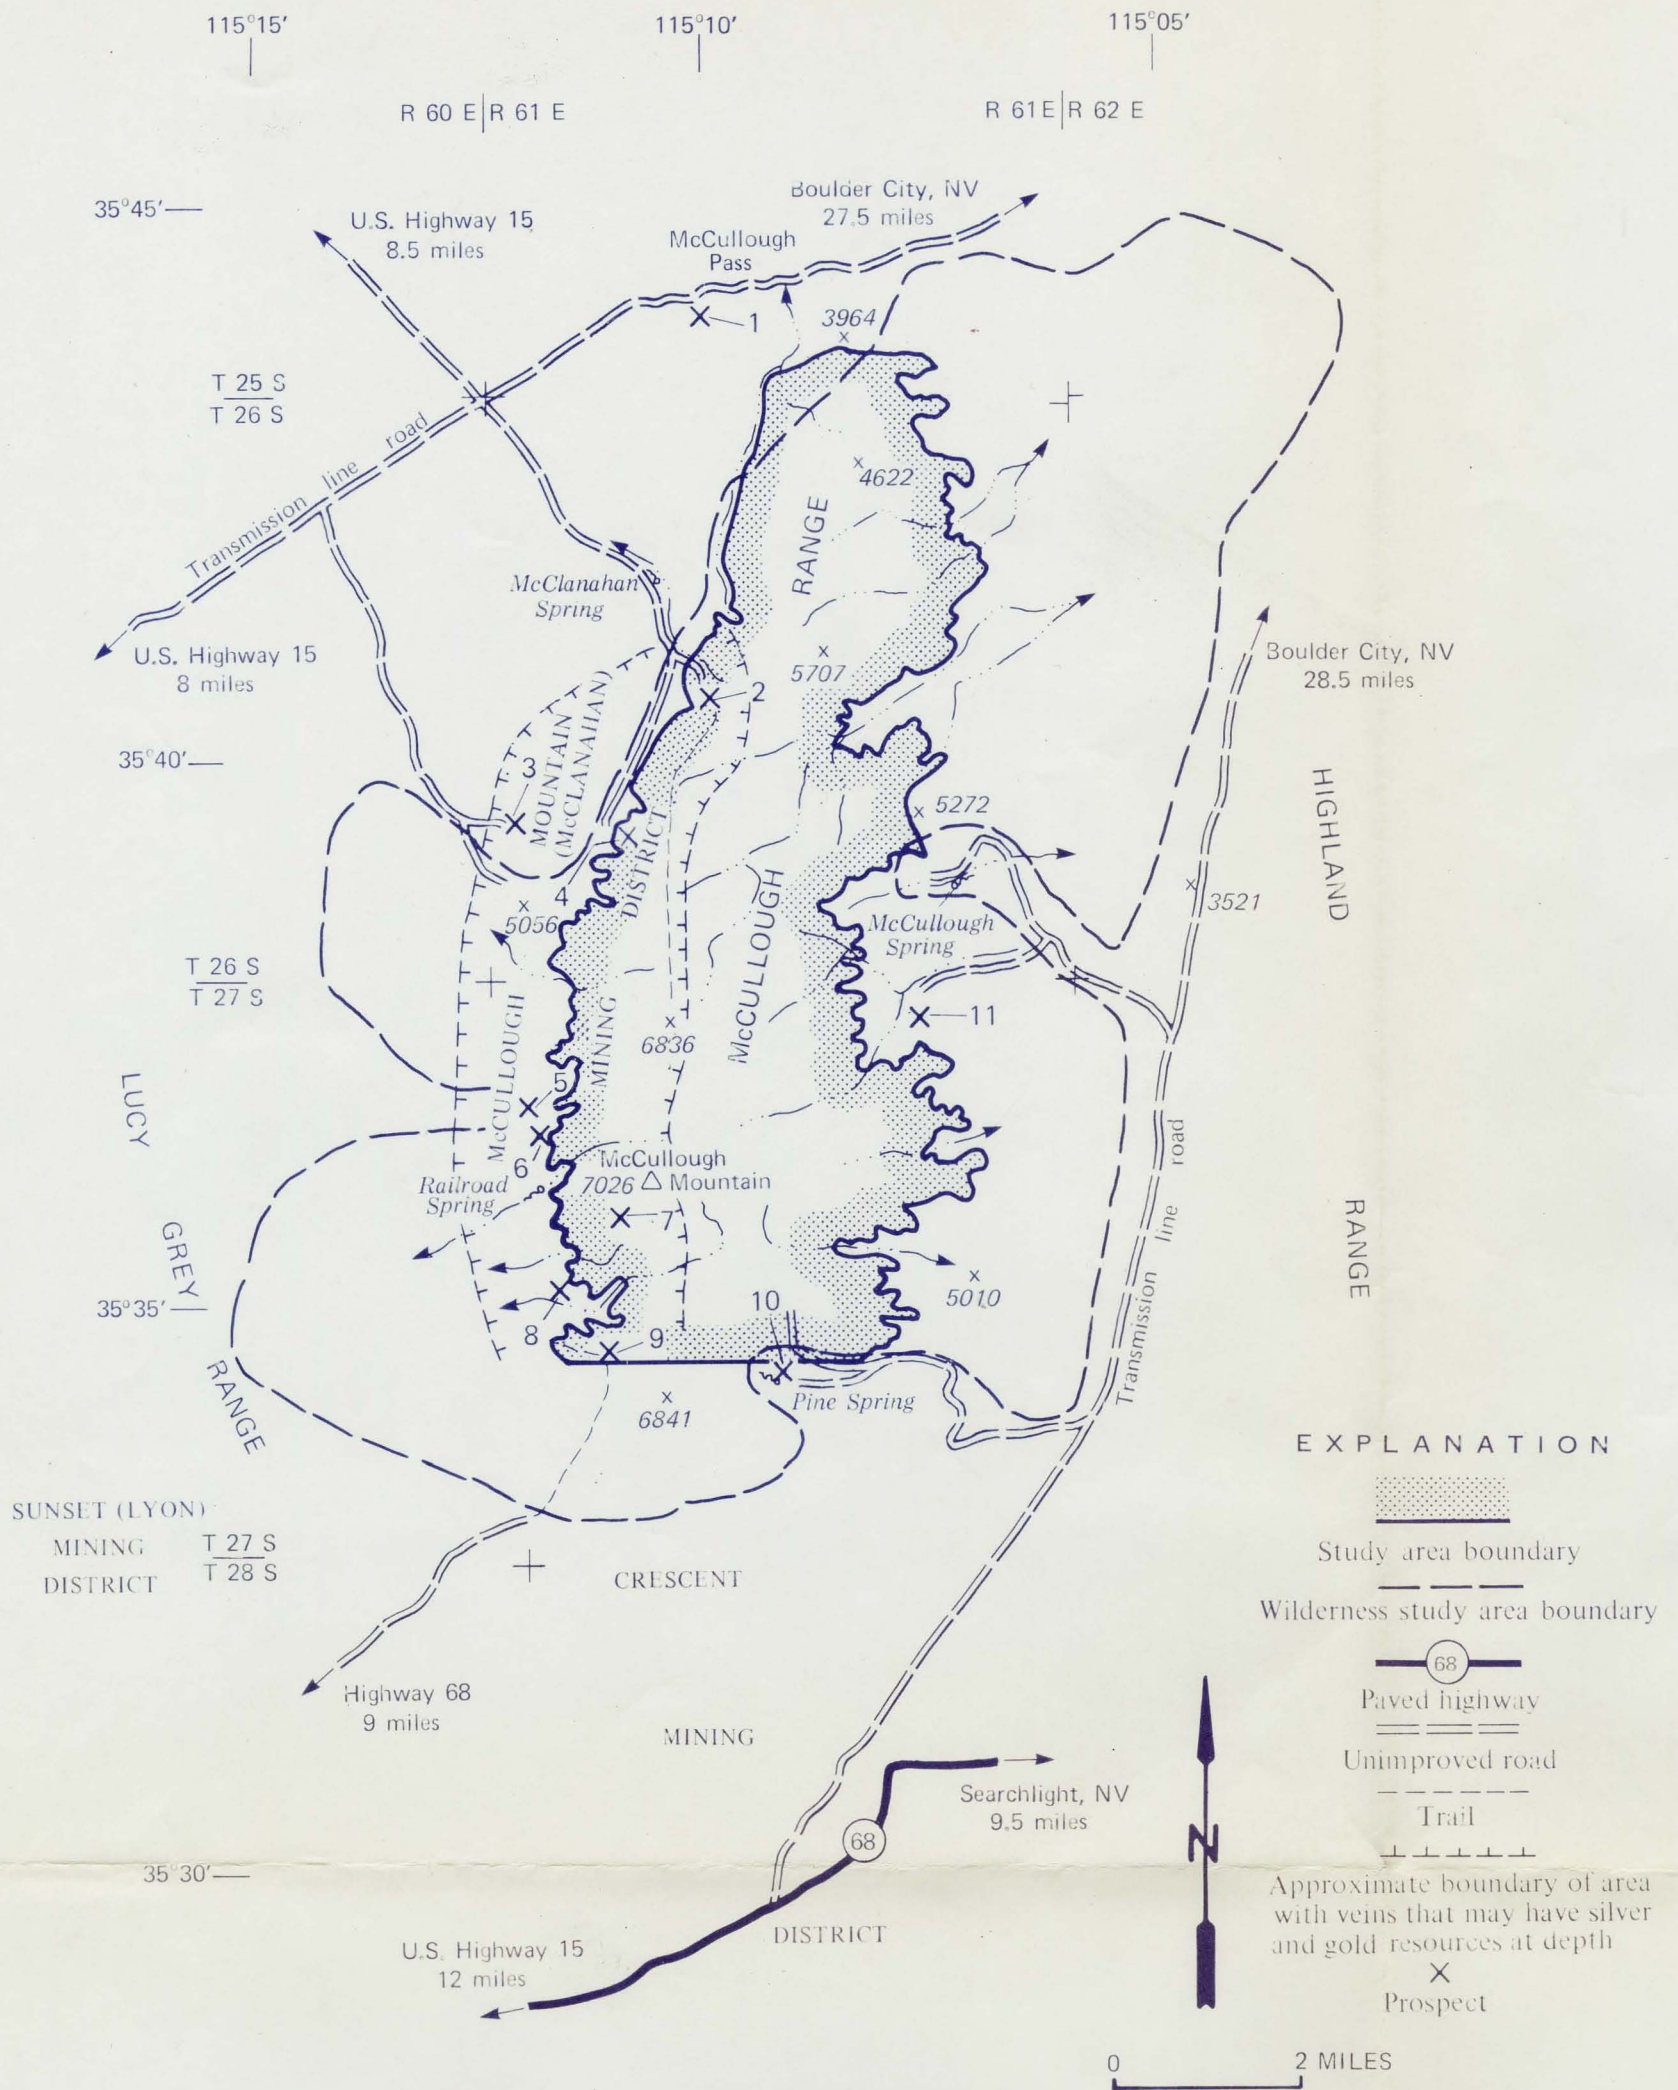 115°15′
115°10′
115°05′
R 60 E R 61 E
R 61 E R 62 E
35°45′
U.S. Highway 15
8.5 miles
Boulder City, NV
27.5 miles
McCullough
Pass
1
3964
T 25 S
T 26 S
Transmission line road
4622
RANGE
McClanahan
Spring
U.S. Highway 15
8 miles
5707
2
Boulder City, NV
28.5 miles
35°40′
3
MOUNTAIN
(McCLANAHAN)
DISTRICT
5272
HIGHLAND
4
5056
McCULLOUGH
McCullough
Spring
3521
T 26 S
T 27 S
McCULLOUGH
MINING
6836
11
LUCY
5
6
McCullough
7026 Mountain
Railroad
Spring
7
GREY
Transmission line road
RANGE
35°35′
8
9
10
5010
RANGE
6841
Pine Spring
EXPLANATION
SUNSET (LYON)
MINING
DISTRICT
T 27 S
T 28 S
CRESCENT
Study area boundary
Wilderness study area boundary
68
Paved highway
Highway 68
9 miles
MINING
Unimproved road
Searchlight, NV
9.5 miles
Trail
68
N
35°30′
Approximate boundary of area
with veins that may have silver
and gold resources at depth
DISTRICT
U.S. Highway 15
12 miles
Prospect
0 2 MILES